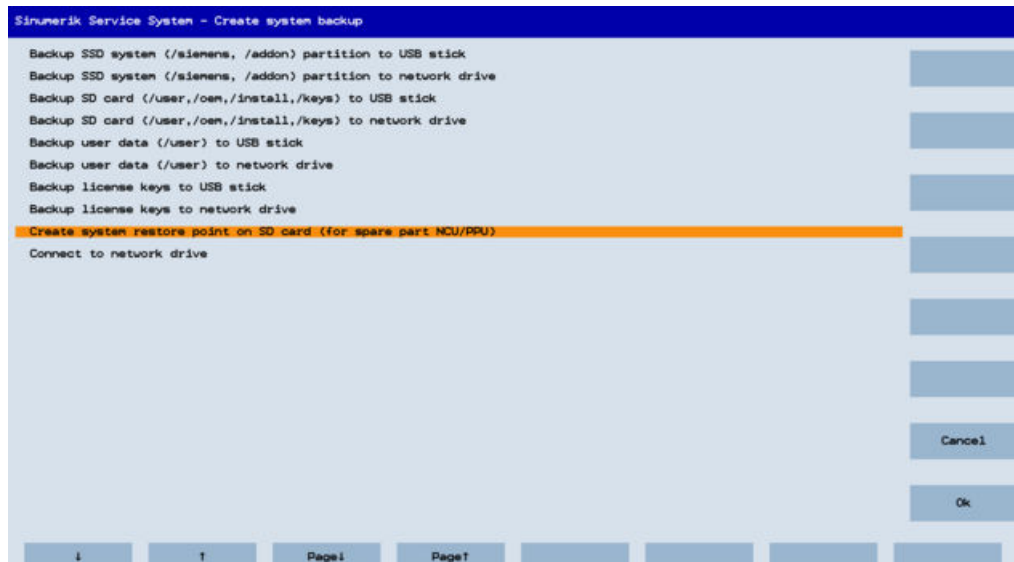 Sinumerik Service System - Create system backup
Backup SSD system (/siemens, /addon) partition to USB stick
Backup SSD system (/siemens, /addon) partition to network drive
Backup SD card (/user,/oem,/install,/keys) to USB stick
Backup SD card (/user,/oem,/install,/keys) to network drive
Backup user data (/user) to USB stick
Backup user data (/user) to network drive
Backup license keys to USB stick
Backup license keys to network drive
Create system restore point on SD card (for spare part NCU/PPU)
Connect to network drive
Cancel
Ok
↓ ↑ Page↓ Page↑